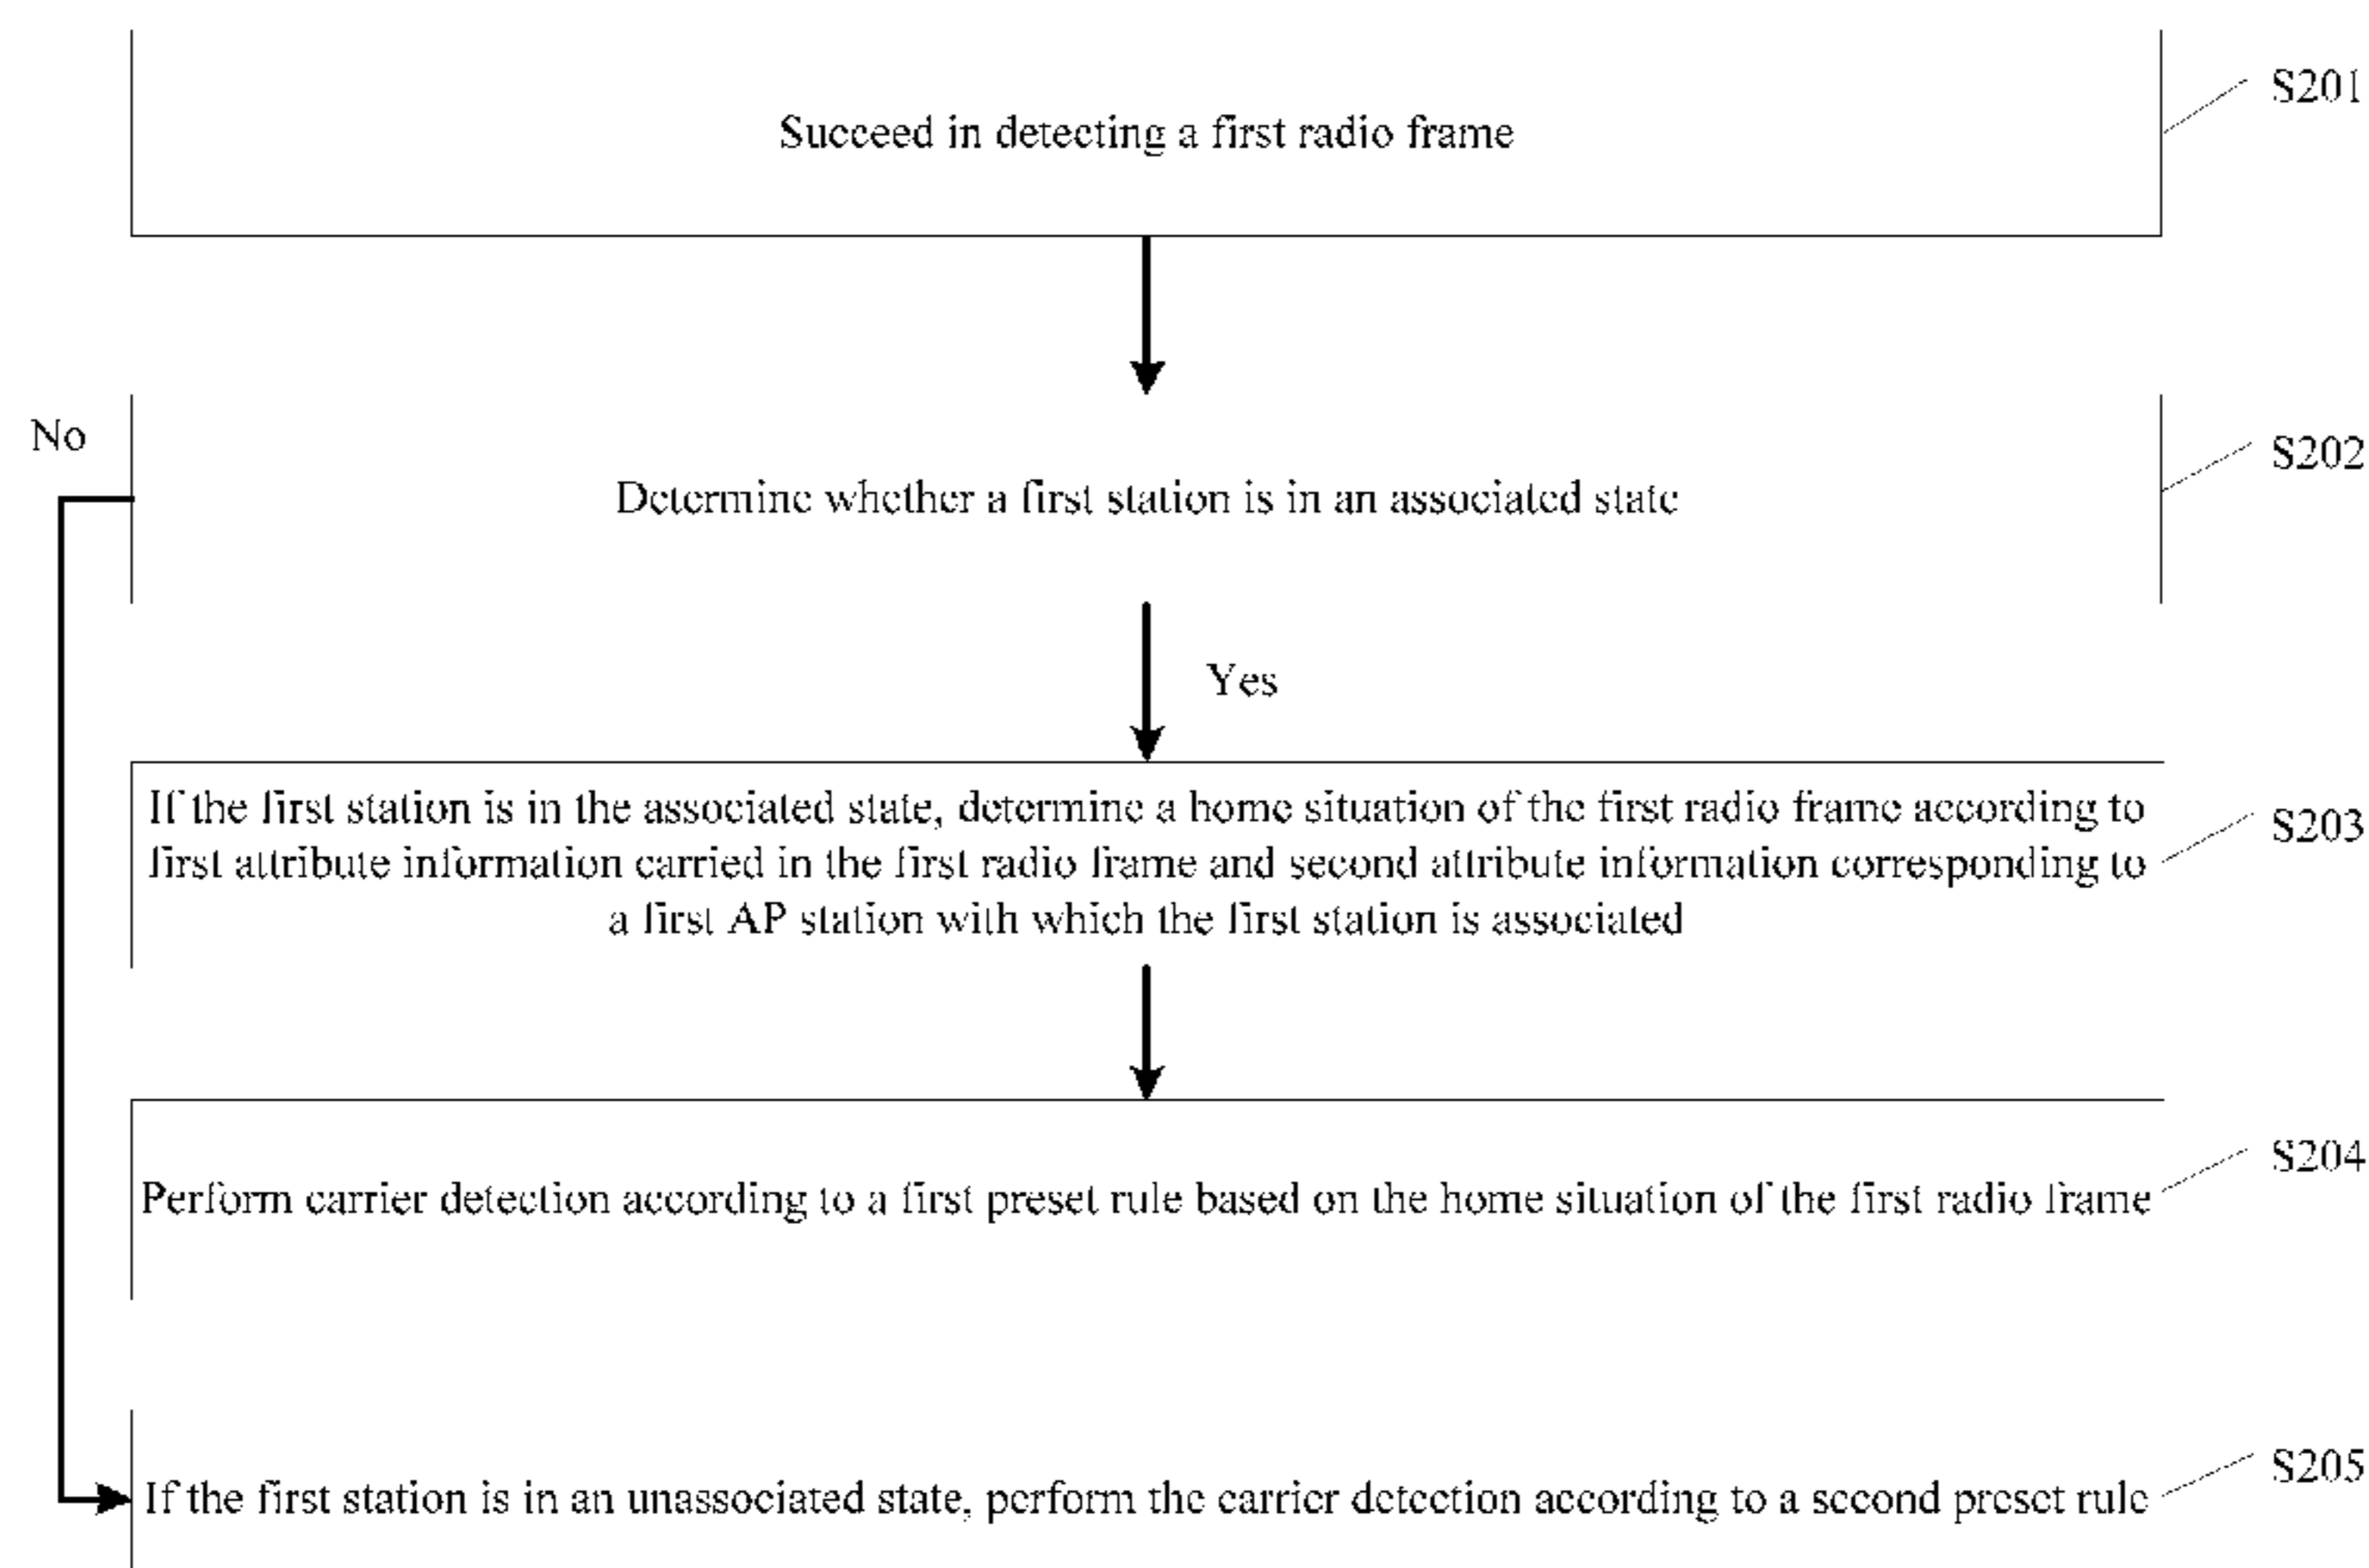 Succeed in detecting a first radio frame
S201
No
Determine whether a first station is in an associated state
S202
Yes
If the first station is in the associated state, determine a home situation of the first radio frame according to
first attribute information carried in the first radio frame and second attribute information corresponding to
a first AP station with which the first station is associated
S203
Perform carrier detection according to a first preset rule based on the home situation of the first radio frame
S204
If the first station is in an unassociated state, perform the carrier detection according to a second preset rule
S205